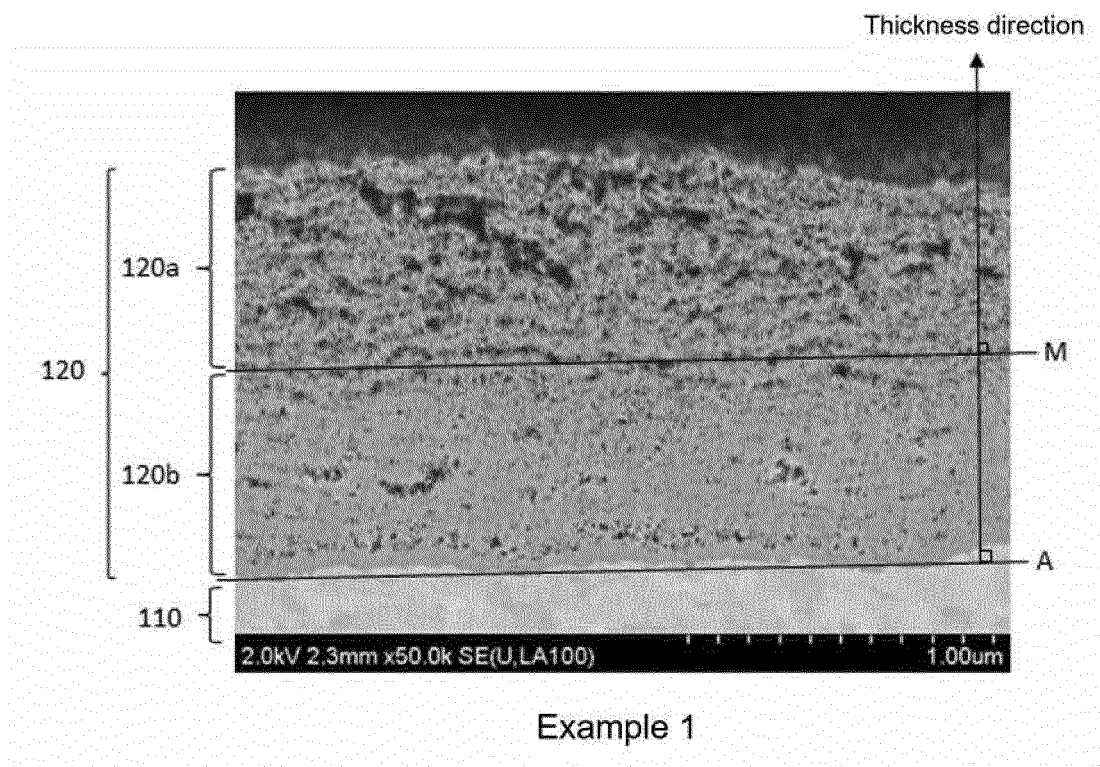 Thickness direction
120a
M
120
120b
A
110
2.0kV 2.3mm x50.0k SE(U,LA100) 1.00um
Example 1